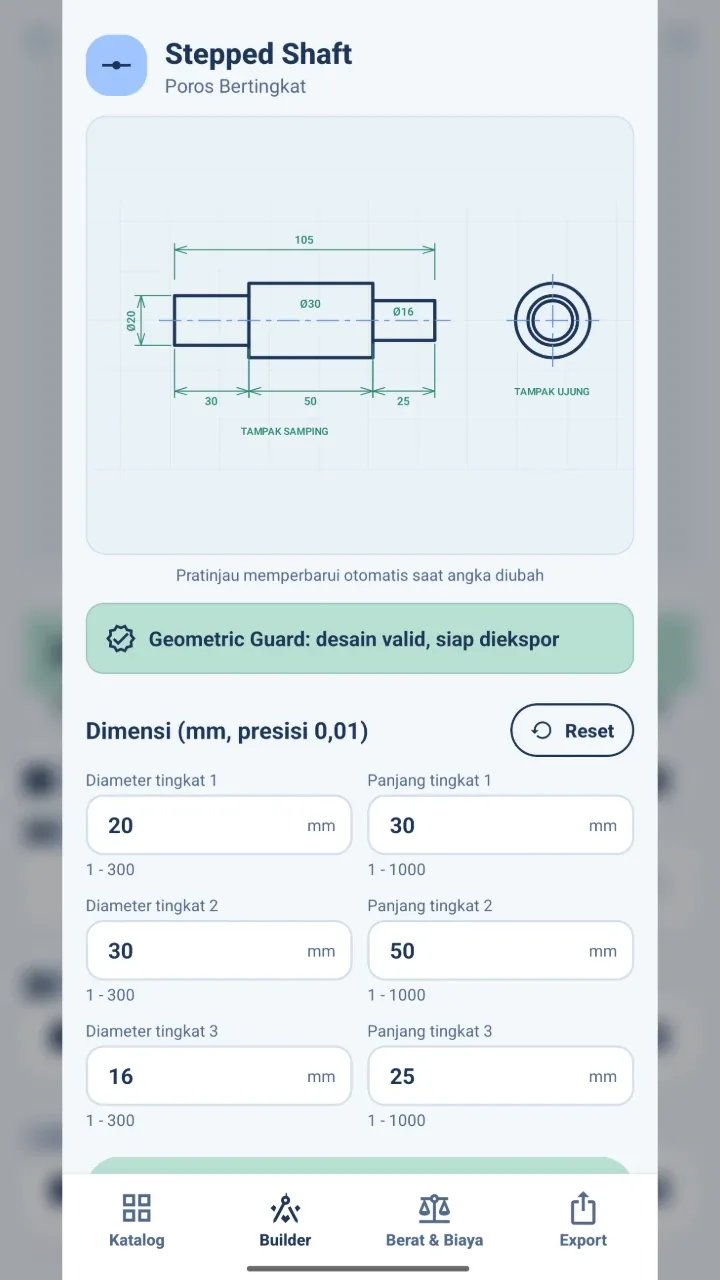 Stepped Shaft
Poros Bertingkat
105
Ø20
Ø30
Ø16
30
50
25
TAMPAK UJUNG
TAMPAK SAMPING
Pratinjau memperbarui otomatis saat angka diubah
Geometric Guard: desain valid, siap diekspor
Dimensi (mm, presisi 0,01)
Reset
Diameter tingkat 1
Panjang tingkat 1
20 mm
30 mm
1 - 300
1 - 1000
Diameter tingkat 2
Panjang tingkat 2
30 mm
50 mm
1 - 300
1 - 1000
Diameter tingkat 3
Panjang tingkat 3
16 mm
25 mm
1 - 300
1 - 1000
Katalog
Builder
Berat & Biaya
Export